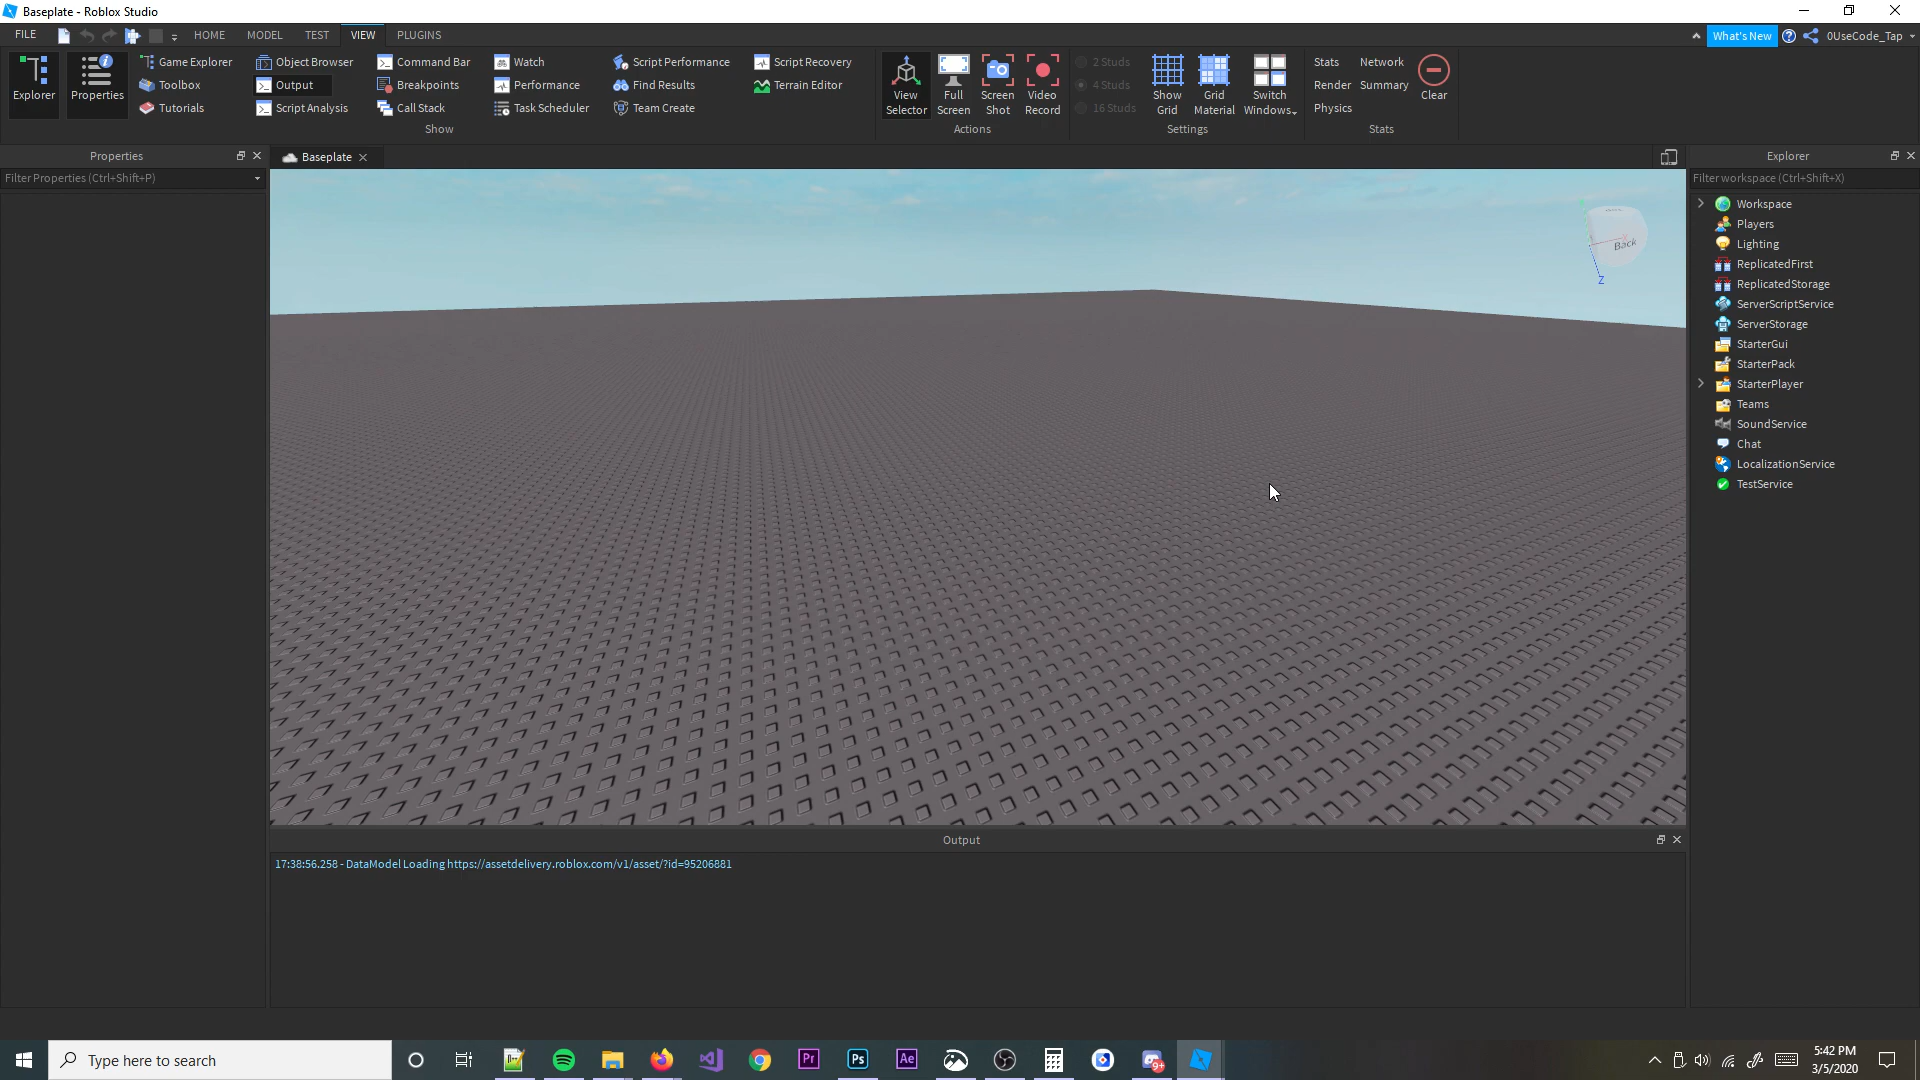 Baseplate - Roblox Studio
FILE HOME MODEL TEST VIEW PLUGINS What's New 0UseCode_Tap
Explorer
Properties
Game Explorer
Toolbox
Tutorials
Object Browser
Output
Script Analysis
Command Bar
Breakpoints
Call Stack
Watch
Performance
Task Scheduler
Script Performance
Find Results
Team Create
Script Recovery
Terrain Editor
Show
View
Selector
Full
Screen
Screen
Shot
Video
Record
Actions
2 Studs
4 Studs
16 Studs
Show
Grid
Grid
Material
Switch
Windows
Settings
Stats
Render
Physics
Network
Summary
Clear
Stats
Properties
Filter Properties (Ctrl+Shift+P)
Baseplate
Back
Z
Explorer
Filter workspace (Ctrl+Shift+X)
Workspace
Players
Lighting
ReplicatedFirst
ReplicatedStorage
ServerScriptService
ServerStorage
StarterGui
StarterPack
StarterPlayer
Teams
SoundService
Chat
LocalizationService
TestService
Output
17:38:56.258 - DataModel Loading https://assetdelivery.roblox.com/v1/asset/?id=95206881
Type here to search
Pr
Ps
Ae
9+
5:42 PM
3/5/2020